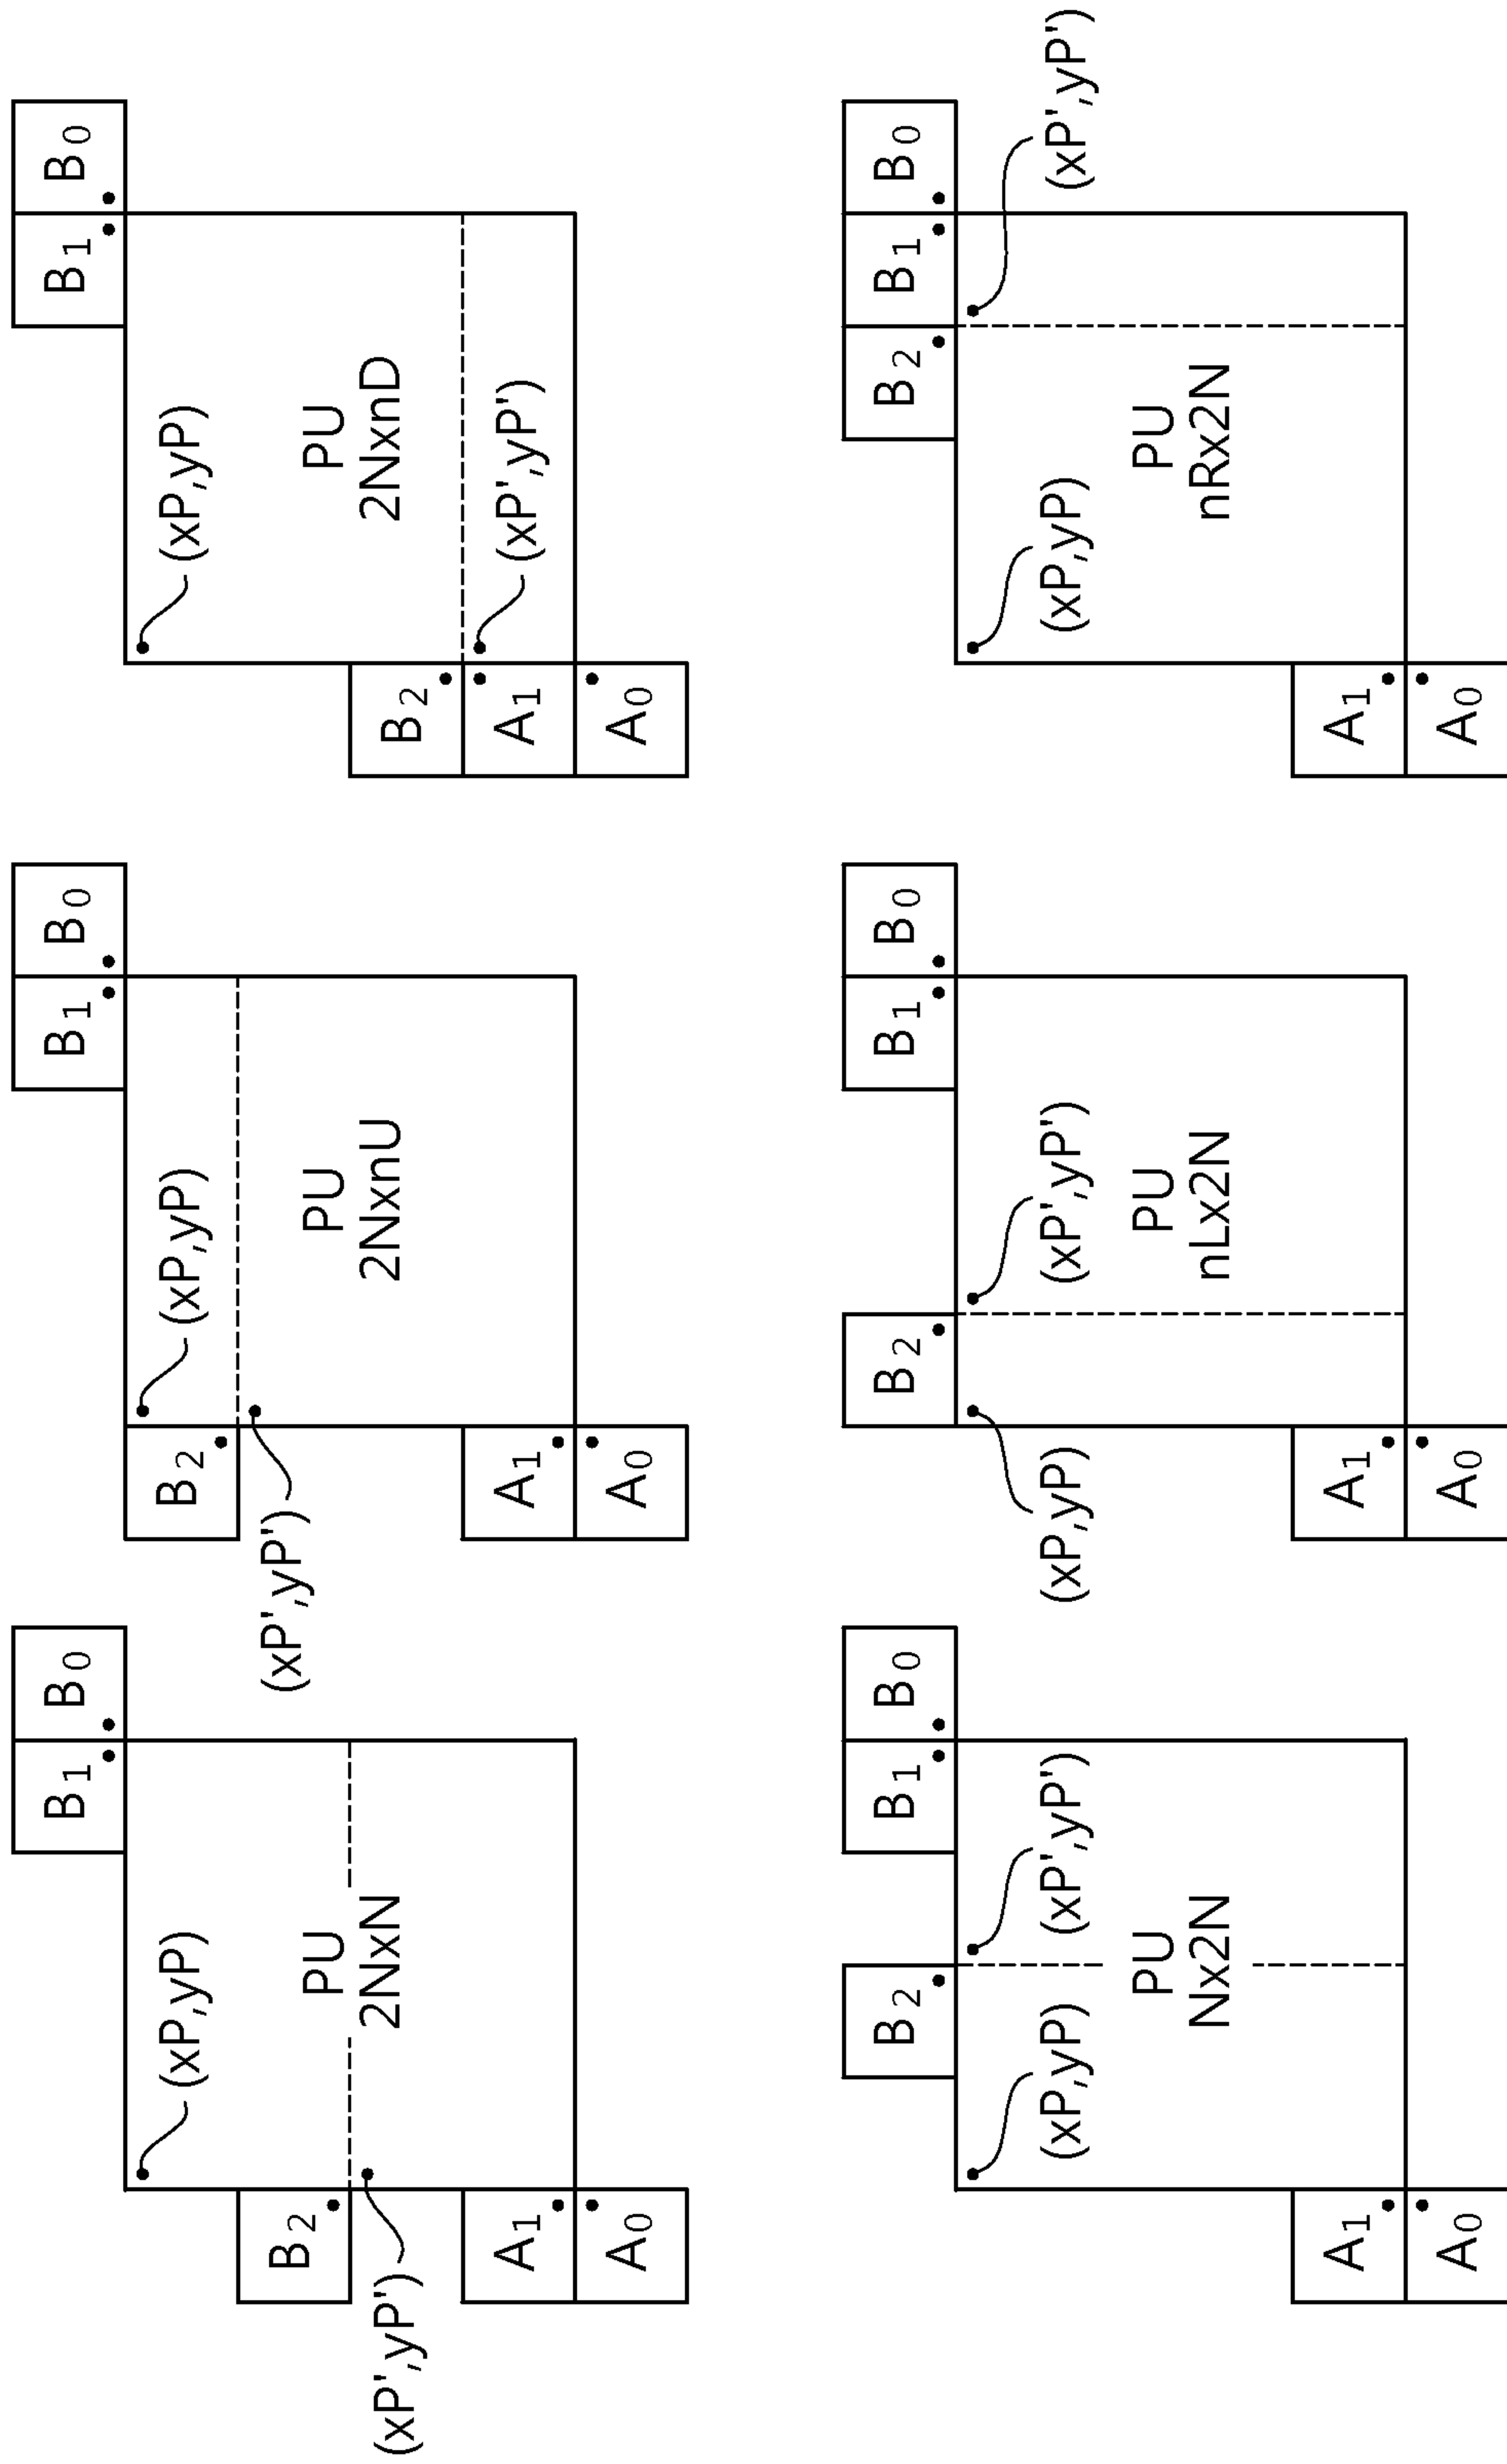 B₁ B₀
(xP,yP)
B₂
PU
2NxN
(xP',yP')
A₁
A₀
B₁ B₀
B₂ (xP,yP)
(xP',yP')
PU
2NxnU
A₁
A₀
B₁ B₀
(xP,yP)
PU
2NxnD
B₂
A₁ (xP',yP')
A₀
B₂ B₁ B₀
(xP,yP) (xP',yP')
PU
Nx2N
A₁
A₀
B₂ B₁ B₀
(xP,yP) (xP',yP')
PU
nLx2N
A₁
A₀
B₂ B₁ B₀
(xP,yP) (xP',yP')
PU
nRx2N
A₁
A₀